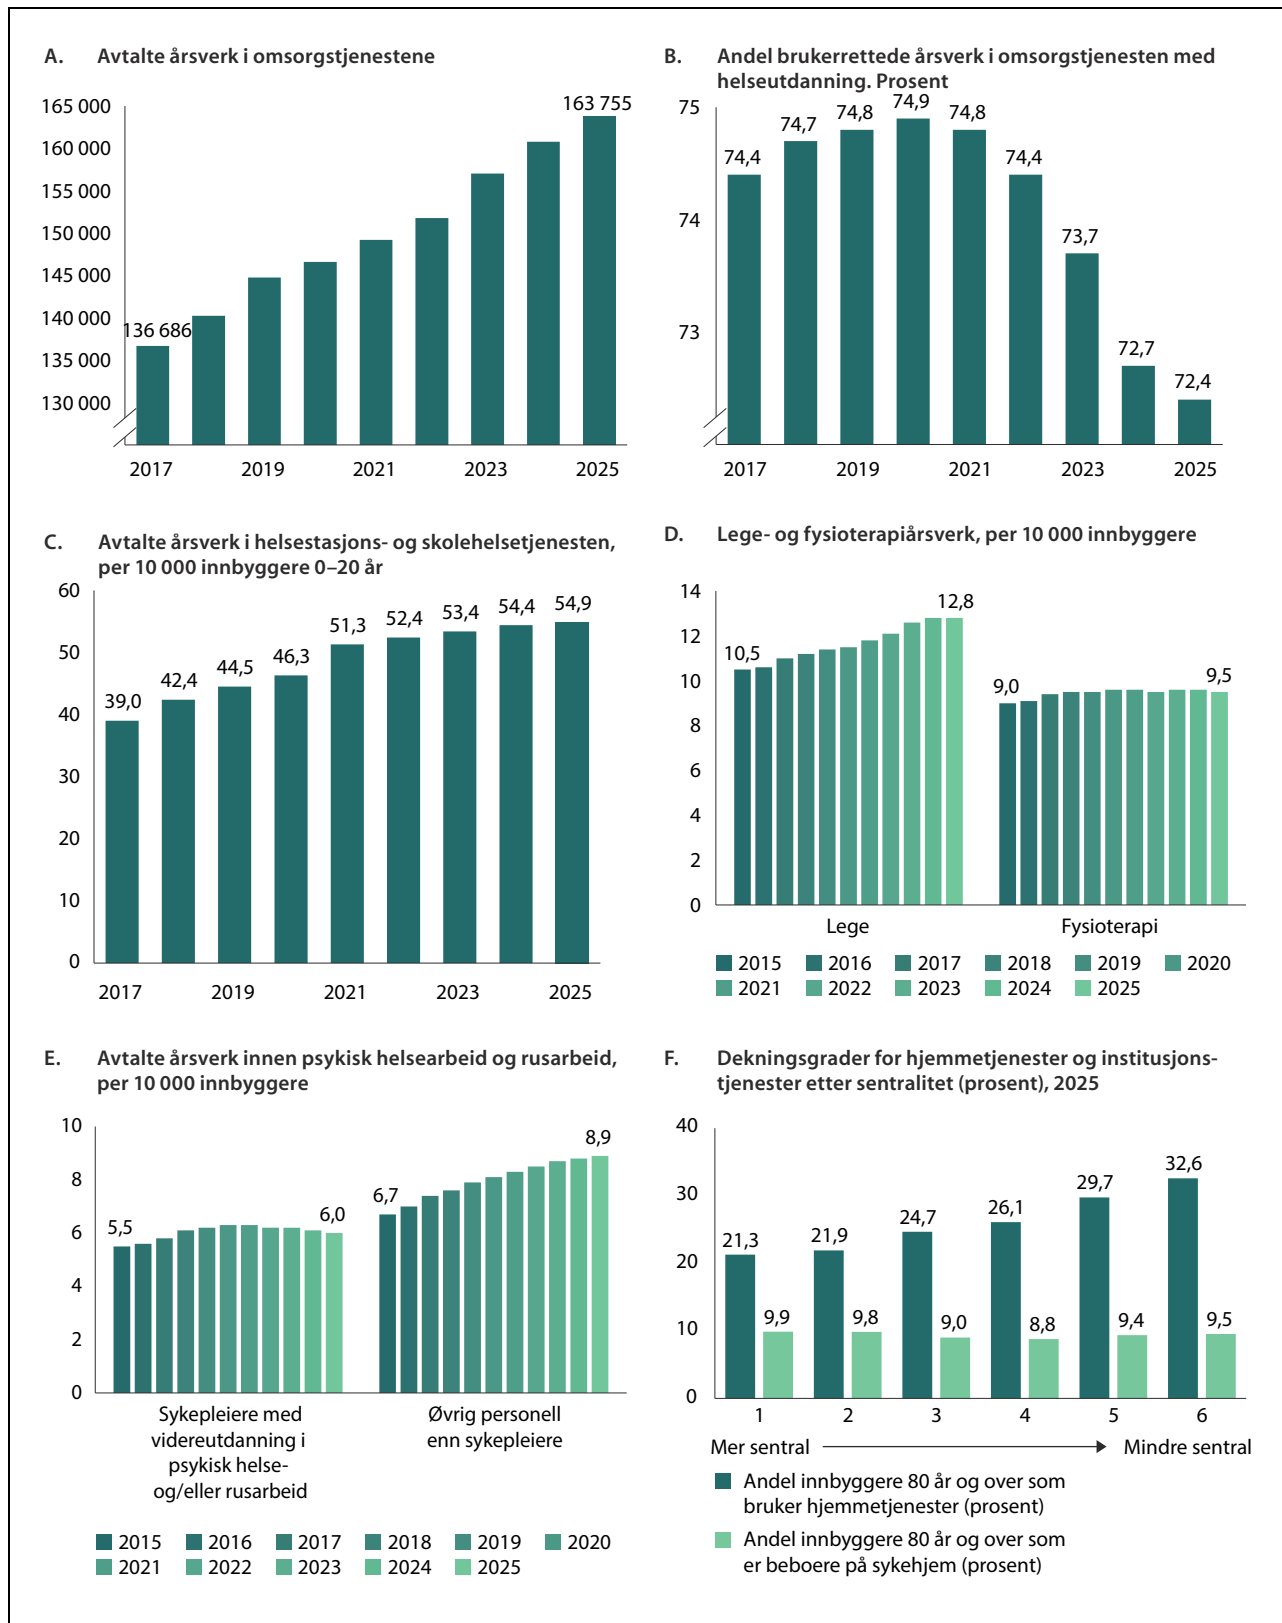 A. Avtalte årsverk i omsorgstjenestene
165 000
160 000
155 000
150 000
145 000
140 000
135 000
130 000
136 686
163 755
2017 2019 2021 2023 2025
B. Andel brukerrettede årsverk i omsorgstjenesten med
helseutdanning. Prosent
75
74
73
74,4 74,7 74,8 74,9 74,8 74,4 73,7 72,7 72,4
2017 2019 2021 2023 2025
C. Avtalte årsverk i helsestasjons- og skolehelsetjenesten,
per 10 000 innbyggere 0–20 år
60
50
40
30
20
10
0
39,0 42,4 44,5 46,3 51,3 52,4 53,4 54,4 54,9
2017 2019 2021 2023 2025
D. Lege- og fysioterapiårsverk, per 10 000 innbyggere
14
12
10
8
6
4
2
0
10,5 12,8 9,0 9,5
Lege Fysioterapi
2015 2016 2017 2018 2019 2020
2021 2022 2023 2024 2025
E. Avtalte årsverk innen psykisk helsearbeid og rusarbeid,
per 10 000 innbyggere
10
8
6
4
2
0
5,5 6,0 6,7 8,9
Sykepleiere med
videreutdanning i
psykisk helse-
og/eller rusarbeid
Øvrig personell
enn sykepleiere
2015 2016 2017 2018 2019 2020
2021 2022 2023 2024 2025
F. Dekningsgrader for hjemmetjenester og institusjons-
tjenester etter sentralitet (prosent), 2025
40
30
20
10
0
21,3 9,9 21,9 9,8 24,7 9,0 26,1 8,8 29,7 9,4 32,6 9,5
1 2 3 4 5 6
Mer sentral Mindre sentral
Andel innbyggere 80 år og over som
bruker hjemmetjenester (prosent)
Andel innbyggere 80 år og over som
er beboere på sykehjem (prosent)